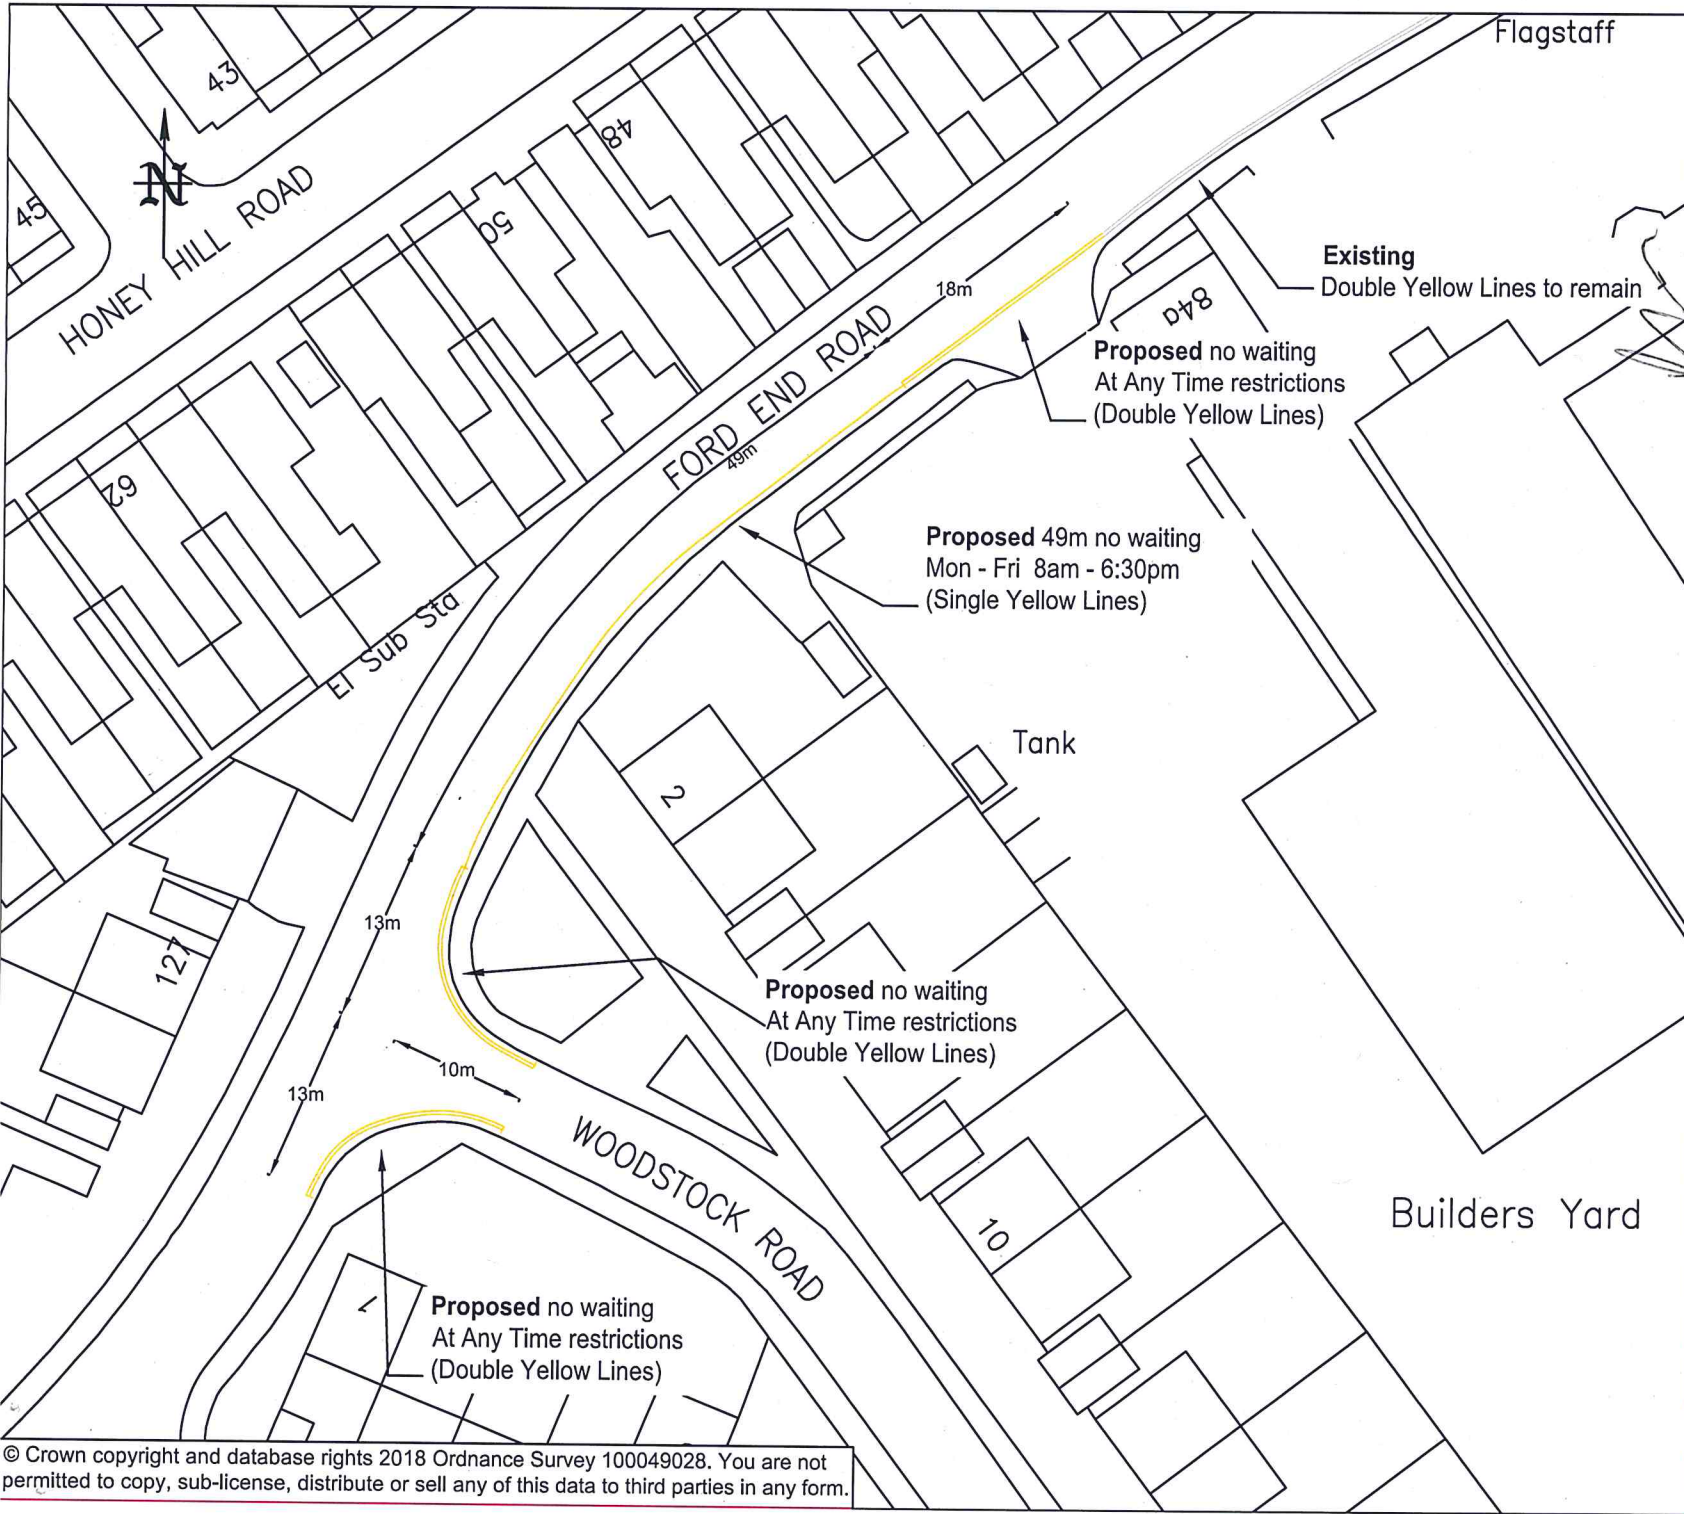 Flagstaff
43
45
N
HONEY HILL ROAD
48
50
62
18m
FORD END ROAD
49m
84a
Existing
Double Yellow Lines to remain
Proposed no waiting
At Any Time restrictions
(Double Yellow Lines)
Proposed 49m no waiting
Mon - Fri 8am - 6:30pm
(Single Yellow Lines)
El Sub Sta
Tank
2
13m
127
Proposed no waiting
At Any Time restrictions
(Double Yellow Lines)
10m
13m
WOODSTOCK ROAD
10
Builders Yard
1
Proposed no waiting
At Any Time restrictions
(Double Yellow Lines)
© Crown copyright and database rights 2018 Ordnance Survey 100049028. You are not
permitted to copy, sub-license, distribute or sell any of this data to third parties in any form.